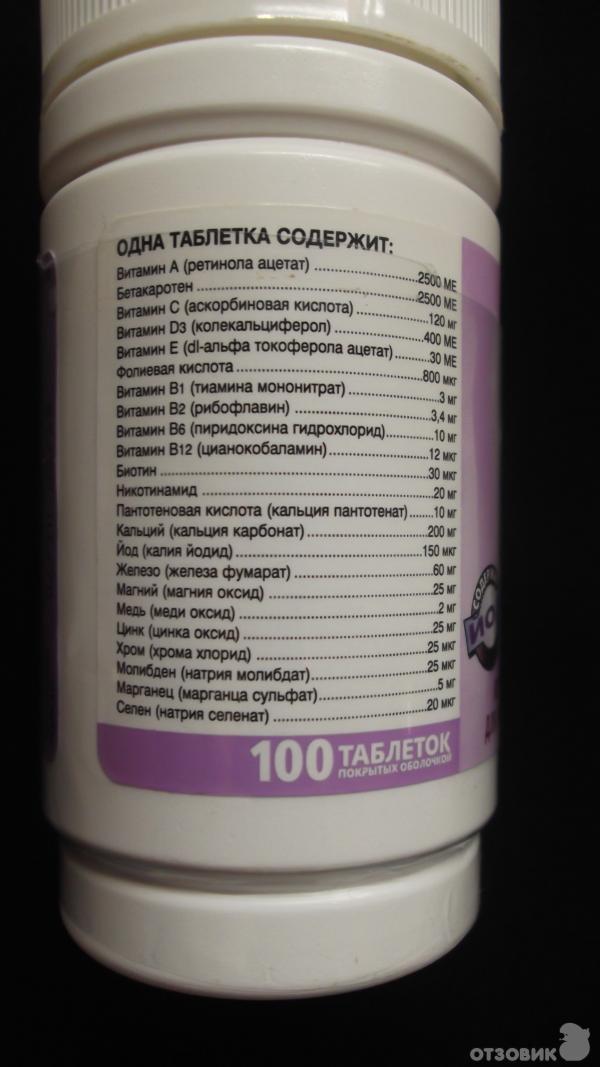 ОДНА ТАБЛЕТКА СОДЕРЖИТ:
Витамин А (ретинола ацетат) ....................2500 МЕ
Бетакаротен ....................2500 МЕ
Витамин С (аскорбиновая кислота) ..............120 мг
Витамин D3 (колекальциферол) ....................400 МЕ
Витамин Е (dl-альфа токоферола ацетат)........30 МЕ
Фолиевая кислота ....................800 мкг
Витамин В1 (тиамина мононитрат) ....................3 мг
Витамин В2 (рибофлавин) ....................3,4 мг
Витамин В6 (пиридоксина гидрохлорид)............10 мг
Витамин В12 (цианокобаламин)....................12 мкг
Биотин ....................30 мкг
Никотинамид ....................20 мг
Пантотеновая кислота (кальция пантотенат).......10 мг
Кальций (кальция карбонат) ....................200 мг
Йод (калия йодид) ....................150 мкг
Железо (железа фумарат) ....................60 мг
Магний (магния оксид) ....................25 мг
Медь (меди оксид) ....................2 мг
Цинк (цинка оксид) ....................25 мг
Хром (хрома хлорид) ....................25 мкг
Молибден (натрия молибдат) ....................25 мкг
Марганец (марганца сульфат)....................5 мг
Селен (натрия селенат) ....................20 мкг
100 ТАБЛЕТОК
ПОКРЫТЫХ ОБОЛОЧКОЙ
ОТЗОВИК